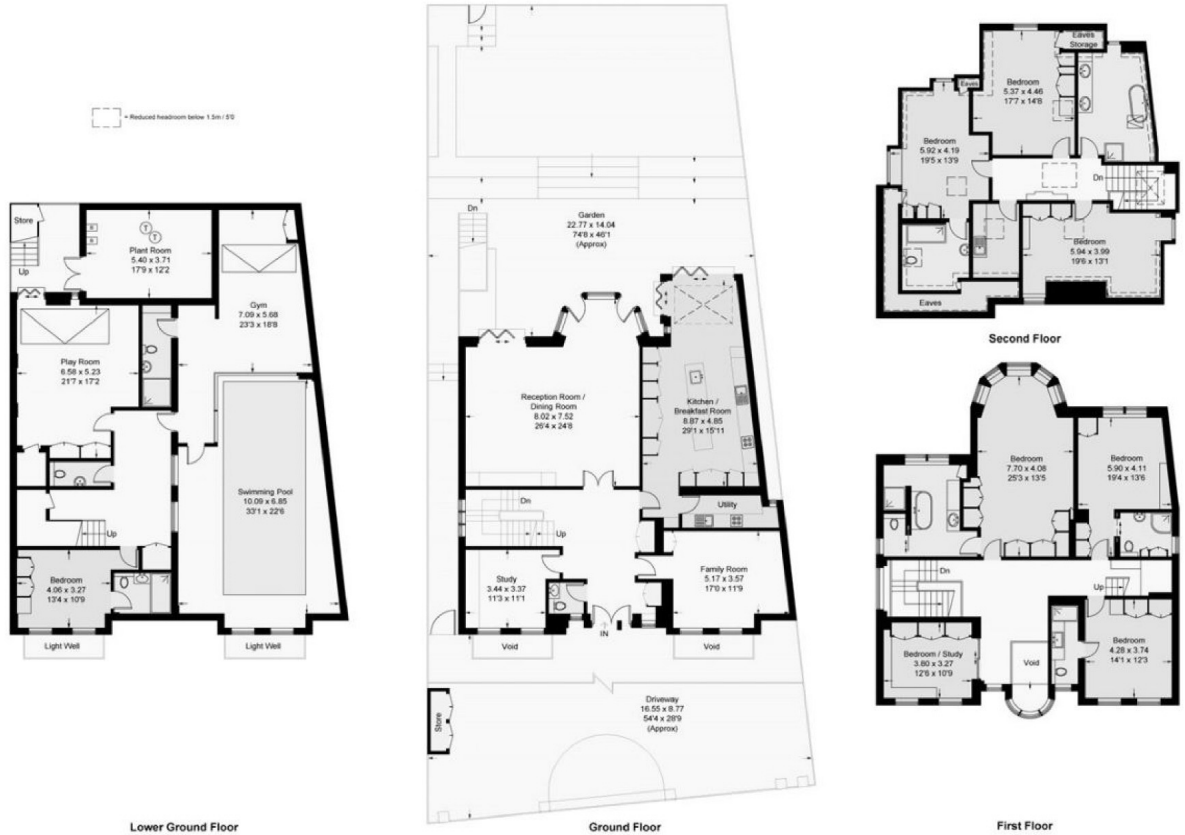 = Reduced headroom below 1.5m / 5'0
Store
Up
Plant Room
5.40 x 3.71
17'9 x 12'2
T
T
Gym
7.09 x 5.68
23'3 x 18'8
Play Room
6.58 x 5.23
21'7 x 17'2
Swimming Pool
10.09 x 6.85
33'1 x 22'6
Up
Bedroom
4.06 x 3.27
13'4 x 10'9
Light Well
Light Well
Lower Ground Floor
Dn
Garden
22.77 x 14.04
74'8 x 46'1
(Approx)
Reception Room /
Dining Room
8.02 x 7.52
26'4 x 24'8
Kitchen /
Breakfast Room
8.87 x 4.85
29'1 x 15'11
Utility
Dn
Up
Study
3.44 x 3.37
11'3 x 11'1
Family Room
5.17 x 3.57
17'0 x 11'9
IN
Void
Void
Store
Driveway
16.55 x 8.77
54'4 x 28'9
(Approx)
Ground Floor
Eaves
Storage
Bedroom
5.37 x 4.46
17'7 x 14'8
Eaves
Bedroom
5.92 x 4.19
19'5 x 13'9
Dn
Bedroom
5.94 x 3.99
19'6 x 13'1
Eaves
Second Floor
Bedroom
7.70 x 4.08
25'3 x 13'5
Bedroom
5.90 x 4.11
19'4 x 13'6
Dn
Up
Bedroom / Study
3.80 x 3.27
12'6 x 10'9
Void
Bedroom
4.28 x 3.74
14'1 x 12'3
First Floor